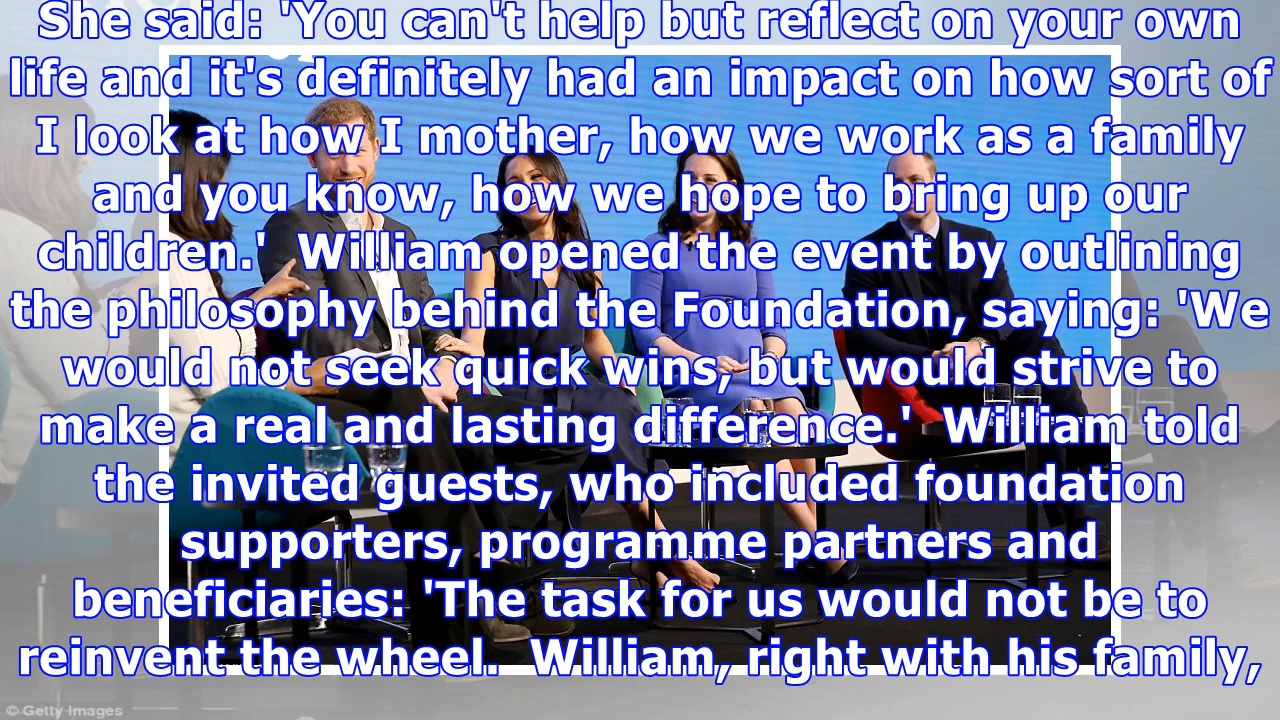 She said: 'You can't help but reflect on your own
life and it's definitely had an impact on how sort of
I look at how I mother, how we work as a family
and you know, how we hope to bring up our
children.'  William opened the event by outlining
the philosophy behind the Foundation, saying: 'We
would not seek quick wins, but would strive to
make a real and lasting difference.'  William told
the invited guests, who included foundation
supporters, programme partners and
beneficiaries: 'The task for us would not be to
reinvent the wheel.  William, right with his family,
© Getty Images